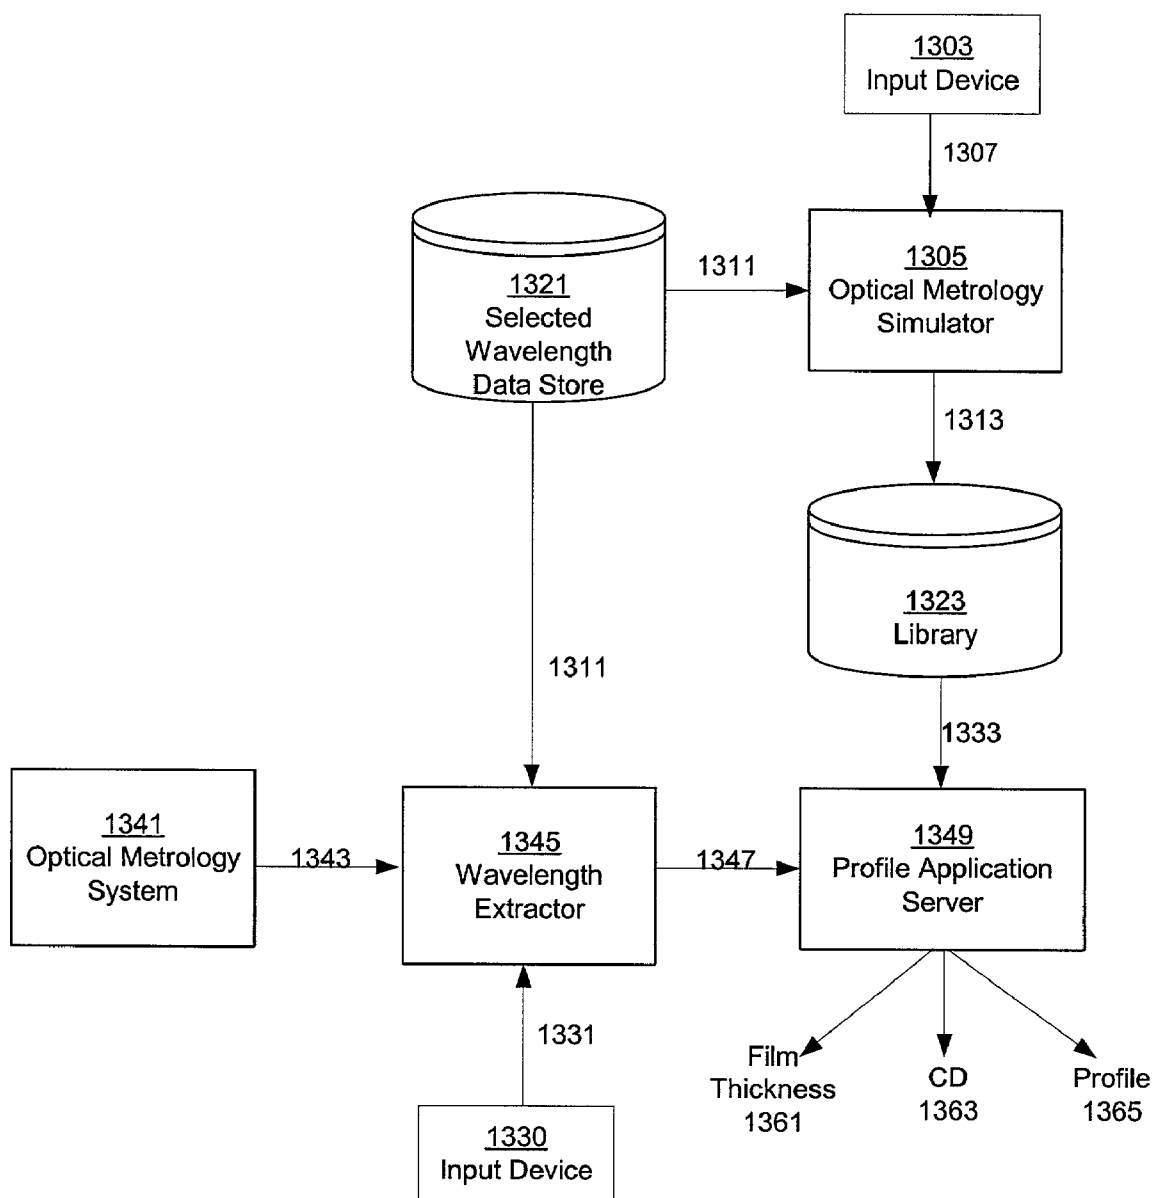 1303
Input Device
1307
1321
Selected
Wavelength
Data Store
1311
1305
Optical Metrology
Simulator
1313
1323
Library
1311
1333
1341
Optical Metrology
System
1343
1345
Wavelength
Extractor
1347
1349
Profile Application
Server
1331
Film
Thickness
1361
CD
1363
Profile
1365
1330
Input Device